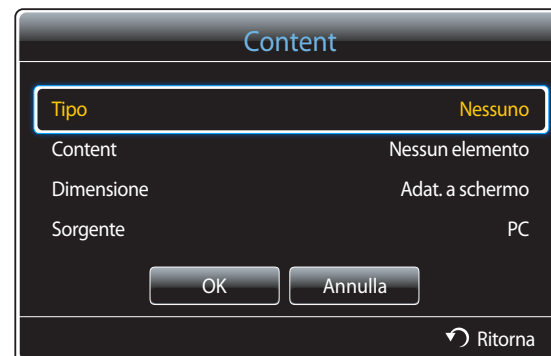 Content
Tipo Nessuno
Content Nessun elemento
Dimensione Adat. a schermo
Sorgente PC
OK Annulla
Ritorna